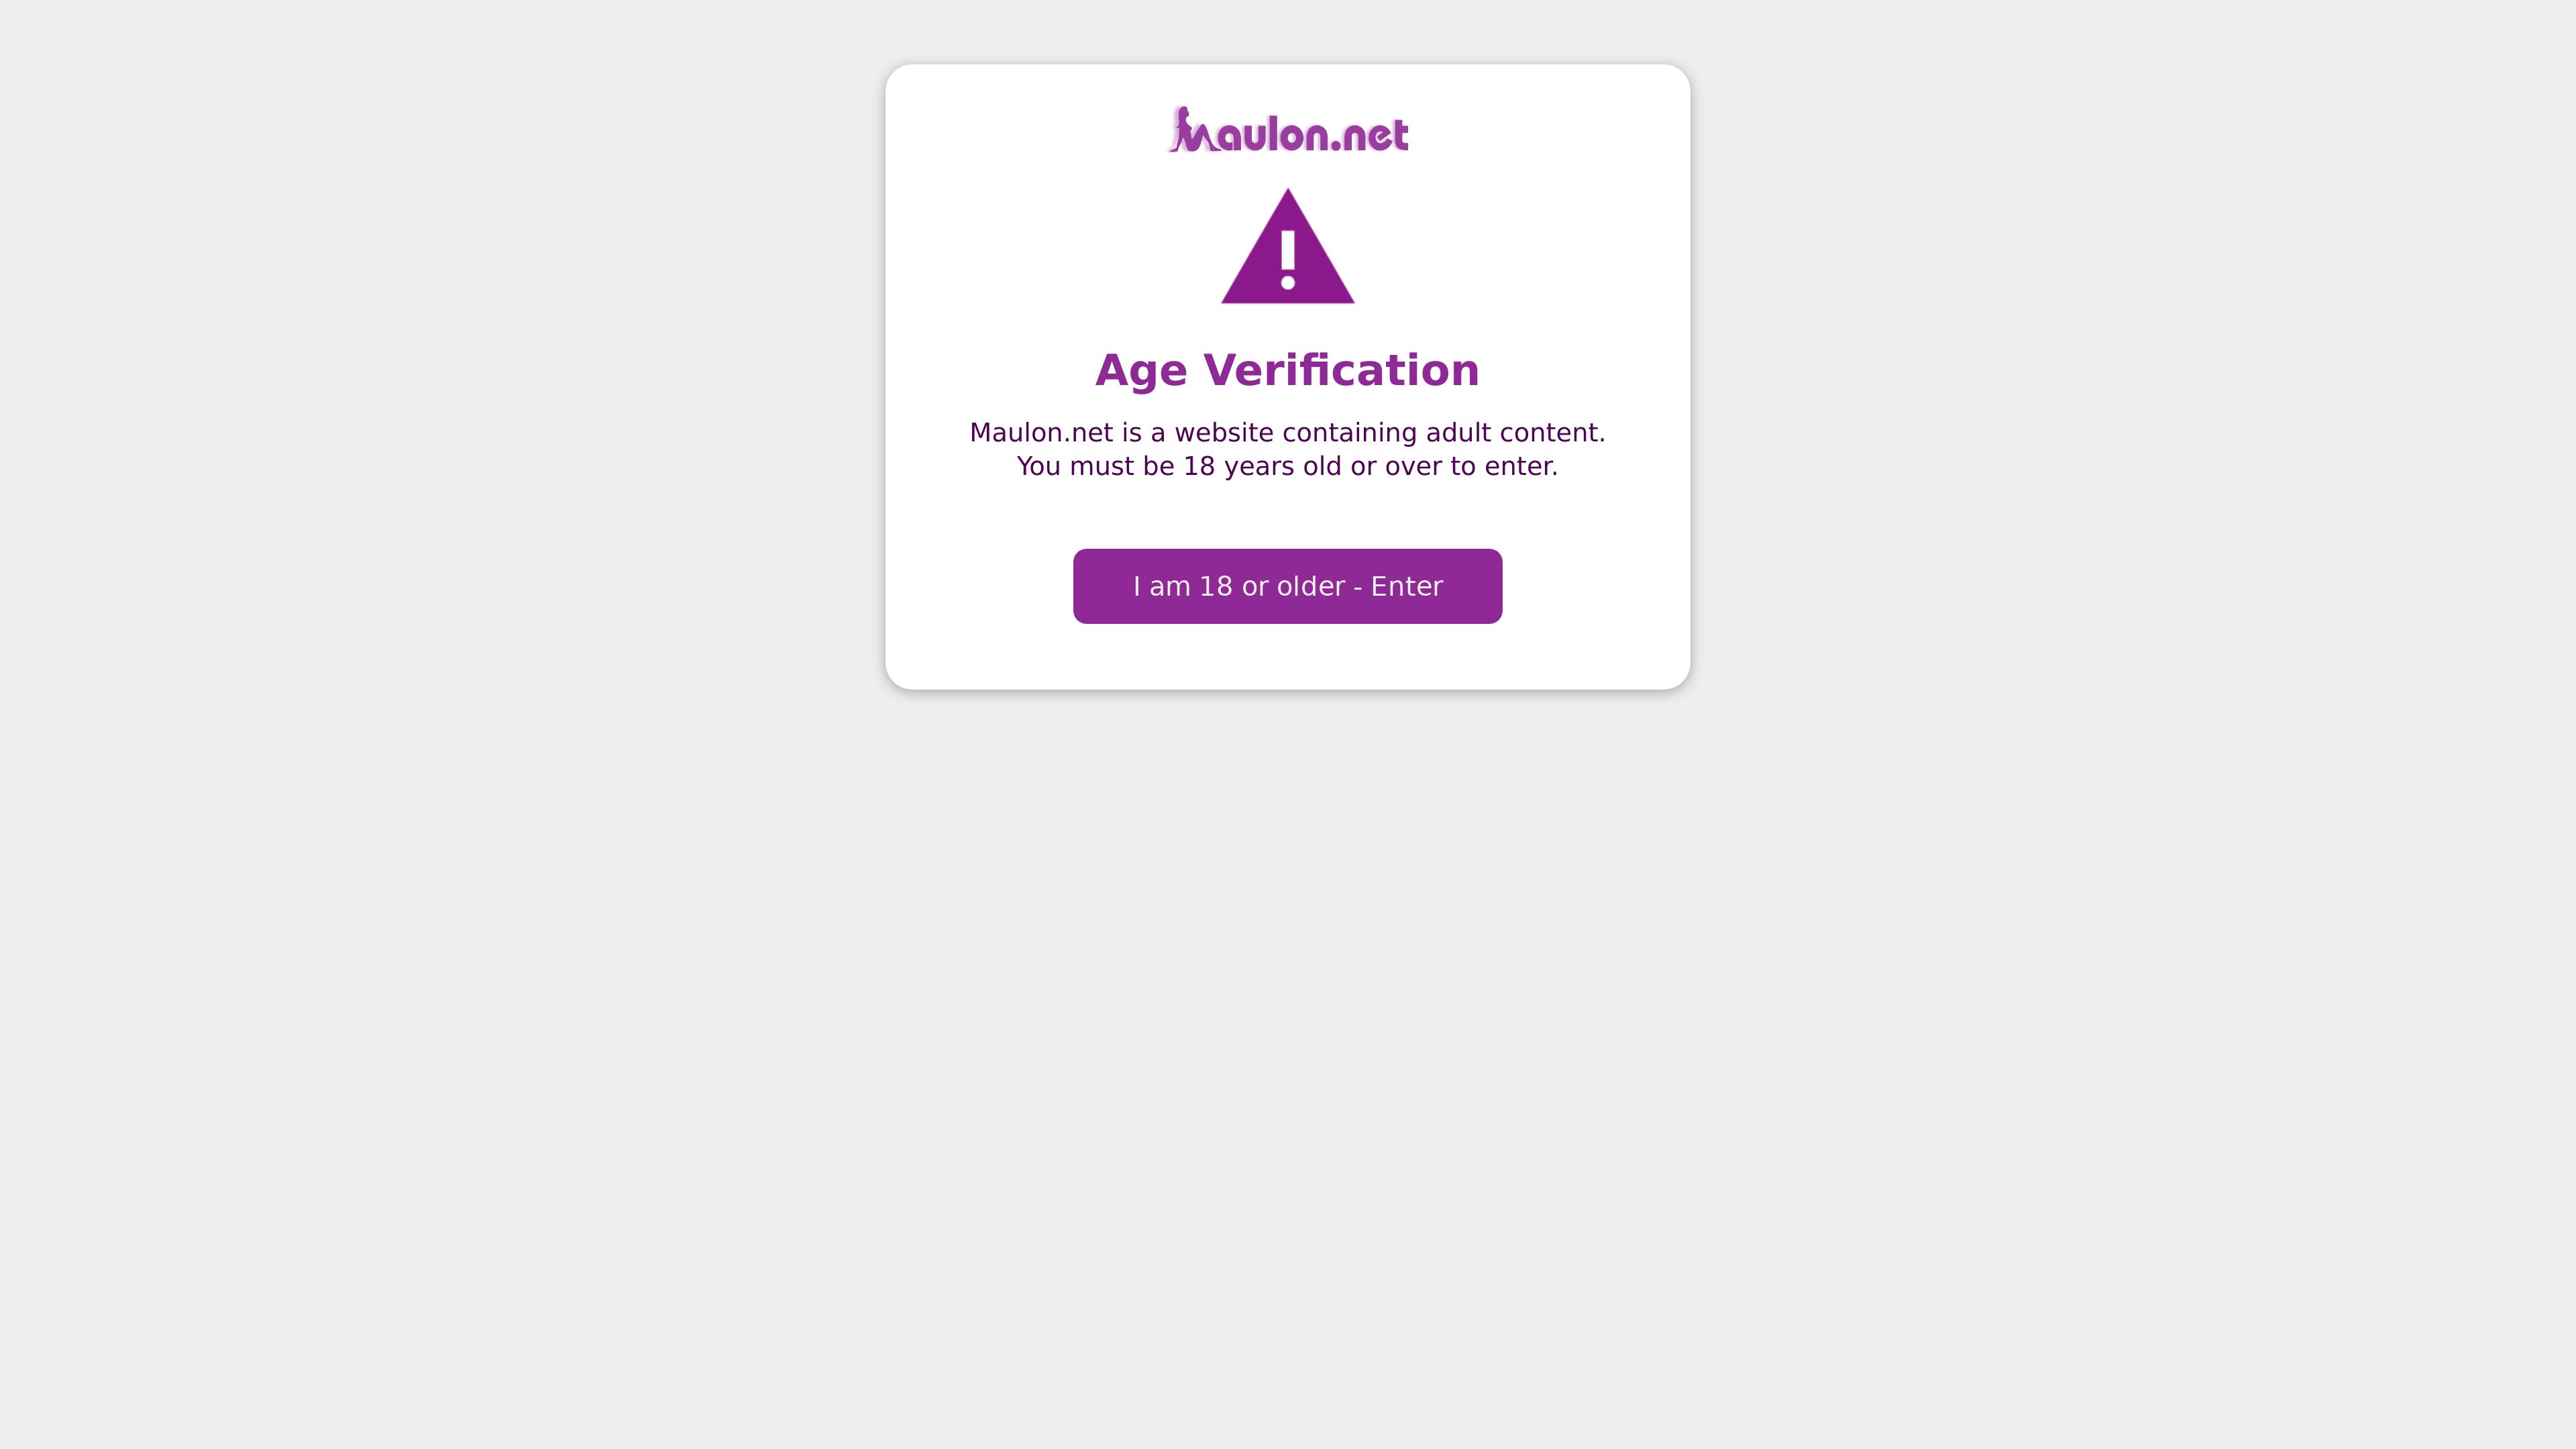 Maulon.net
Age Verification
Maulon.net is a website containing adult content.
You must be 18 years old or over to enter.
I am 18 or older - Enter